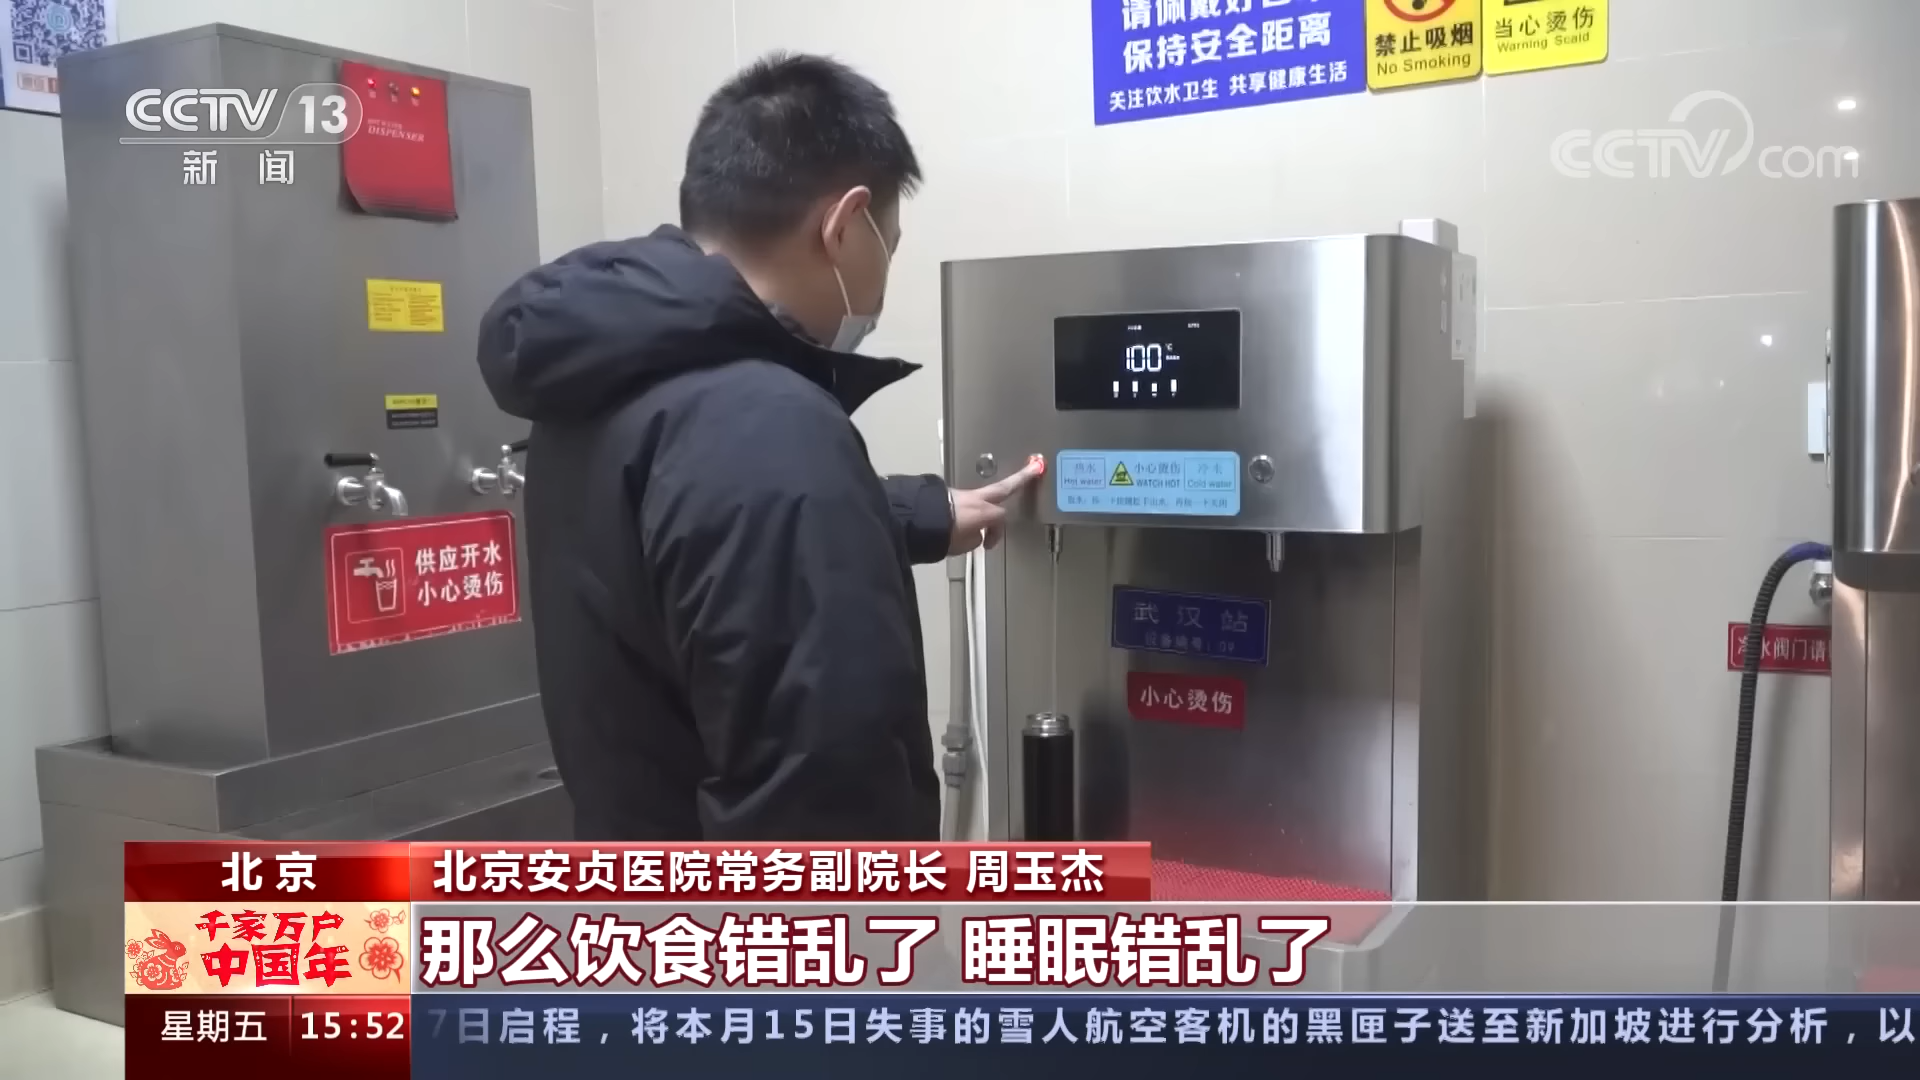 CCTV 13
新闻
DISPENSER
保持安全距离
关注饮水卫生 共享健康生活
禁止吸烟
No Smoking
当心烫伤
Warning Scald
CCTV.com
100
℃
热水
Hot water
小心烫伤
WATCH HOT
冷水
Cold water
供应开水
小心烫伤
武汉站
设备编号:09
小心烫伤
水阀门请
北京
北京安贞医院常务副院长 周玉杰
千家万户
中国年
那么饮食错乱了 睡眠错乱了
星期五
15:52
7日启程，将本月15日失事的雪人航空客机的黑匣子送至新加坡进行分析，以